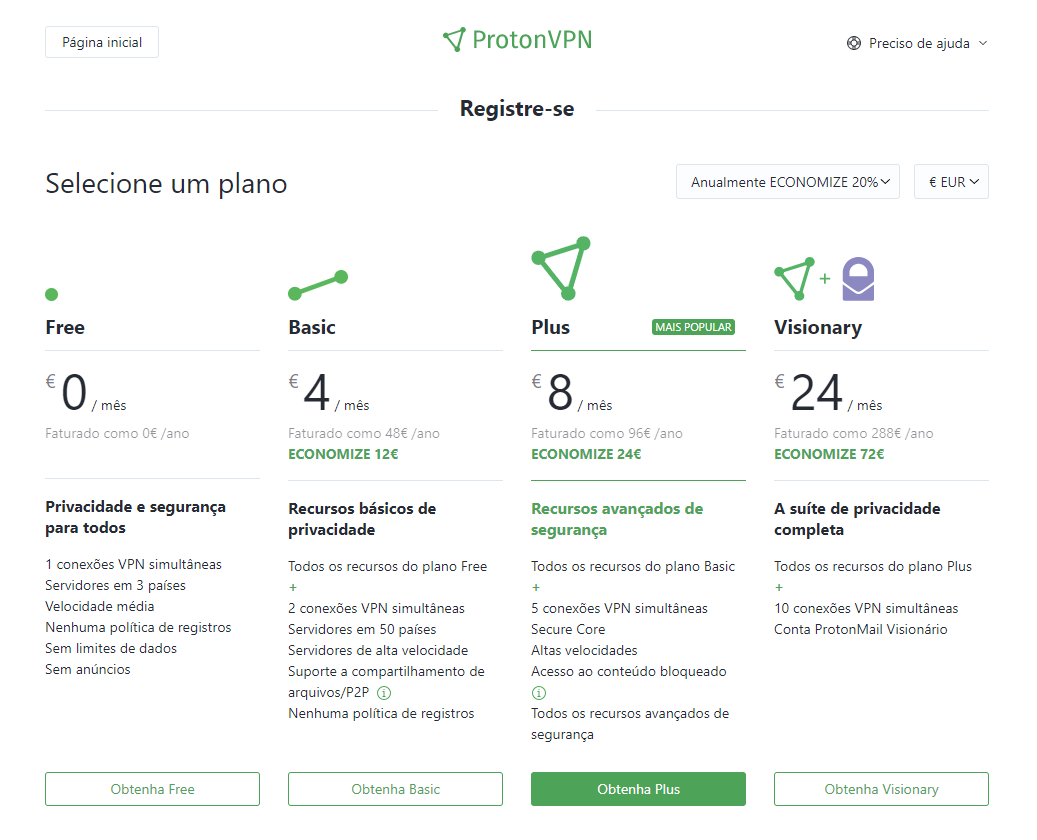 Página inicial
ProtonVPN
Preciso de ajuda
Registre-se
Selecione um plano
Anualmente ECONOMIZE 20%
€ EUR
Free
€ 0 / mês
Faturado como 0€ /ano
Privacidade e segurança
para todos
1 conexões VPN simultâneas
Servidores em 3 países
Velocidade média
Nenhuma política de registros
Sem limites de dados
Sem anúncios
Obtenha Free
Basic
€ 4 / mês
Faturado como 48€ /ano
ECONOMIZE 12€
Recursos básicos de
privacidade
Todos os recursos do plano Free
+
2 conexões VPN simultâneas
Servidores em 50 países
Servidores de alta velocidade
Suporte a compartilhamento de
arquivos/P2P
Nenhuma política de registros
Obtenha Basic
Plus
MAIS POPULAR
€ 8 / mês
Faturado como 96€ /ano
ECONOMIZE 24€
Recursos avançados de
segurança
Todos os recursos do plano Basic
+
5 conexões VPN simultâneas
Secure Core
Altas velocidades
Acesso ao conteúdo bloqueado
Todos os recursos avançados de
segurança
Obtenha Plus
+
Visionary
€ 24 / mês
Faturado como 288€ /ano
ECONOMIZE 72€
A suíte de privacidade
completa
Todos os recursos do plano Plus
+
10 conexões VPN simultâneas
Conta ProtonMail Visionário
Obtenha Visionary